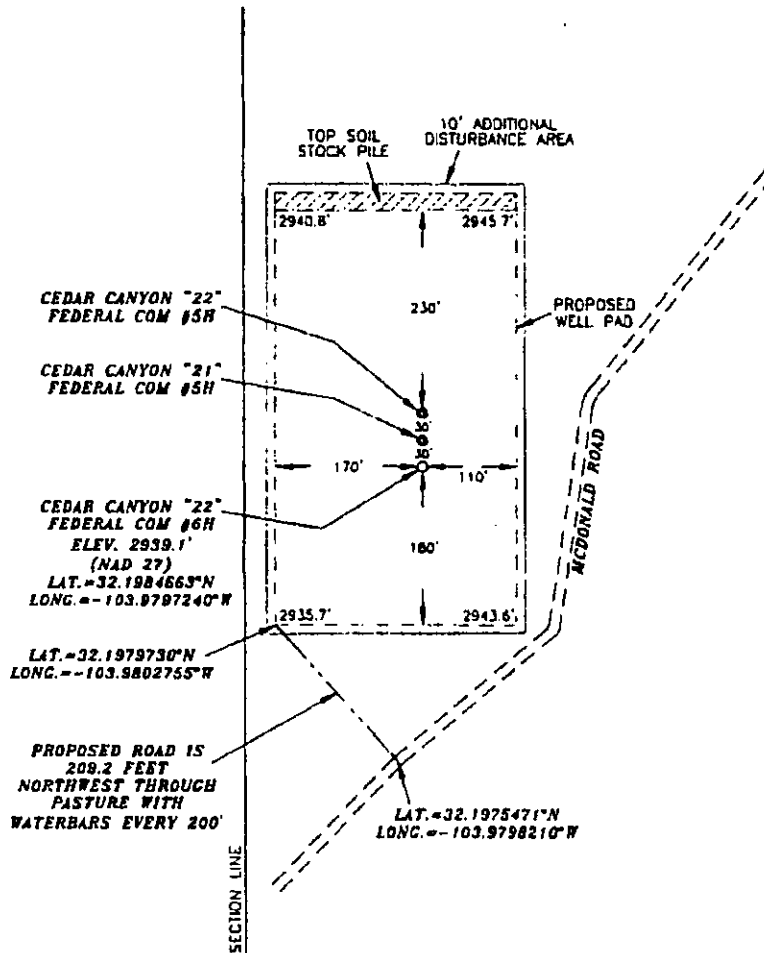 10' ADDITIONAL
DISTURBANCE AREA
TOP SOIL
STOCK PILE
2940.8'
2945.7'
CEDAR CANYON "22"
FEDERAL COM #5H
230'
PROPOSED
WELL PAD
CEDAR CANYON "21"
FEDERAL COM #5H
170'
110'
CEDAR CANYON "22"
FEDERAL COM #6H
ELEV. 2939.1'
(NAD 27)
LAT.=32.1984663°N
LONG.=-103.9797240°W
180'
MCDONALD ROAD
2935.7'
2943.6'
LAT.=32.1979730°N
LONG.=-103.9802755°W
PROPOSED ROAD IS
209.2 FEET
NORTHWEST THROUGH
PASTURE WITH
WATERBARS EVERY 200'
LAT.=32.1975471°N
LONG.=-103.9798210°W
SECTION LINE